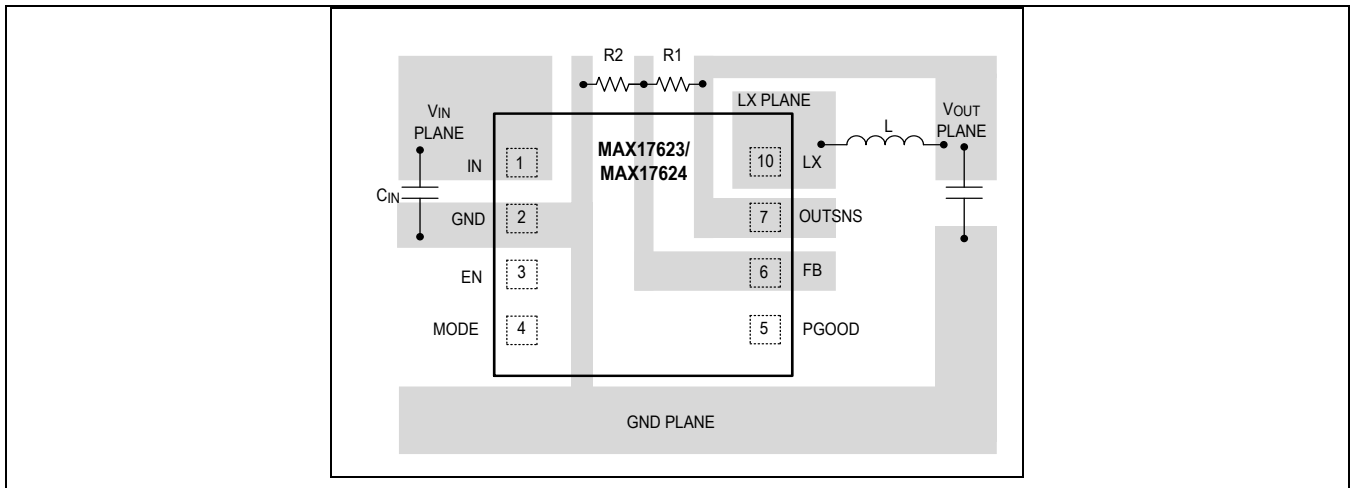 R2
R1
LX PLANE
VIN
PLANE
L
VOUT
PLANE
MAX17623/
MAX17624
IN
1
10
LX
CIN
GND
2
7
OUTSNS
EN
3
6
FB
MODE
4
5
PGOOD
GND PLANE